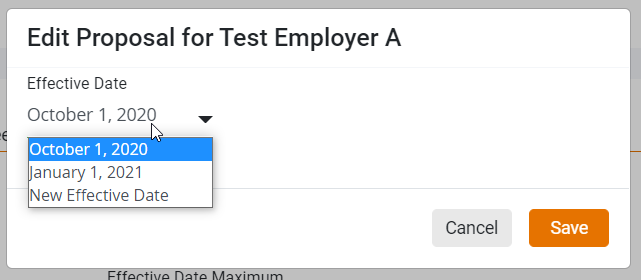 Edit Proposal for Test Employer A
Effective Date
October 1, 2020
October 1, 2020
January 1, 2021
New Effective Date
Cancel Save
Effective Date Maximum